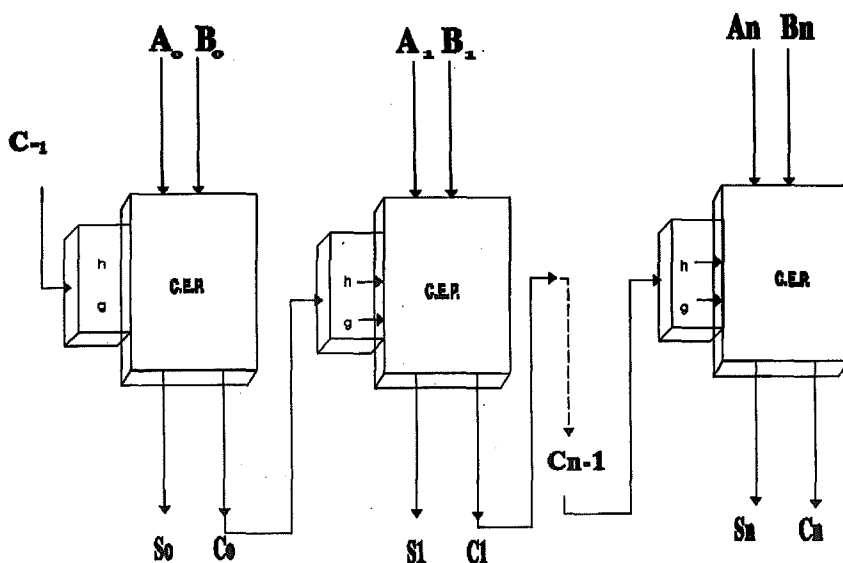 A₀ B₀
A₁ B₁
An Bn
C-₁
h
g
C.E.P.
h
g
C.E.P.
h
g
C.E.P.
Cn-1
S₀ C₀
S1 C1
Sn Cn